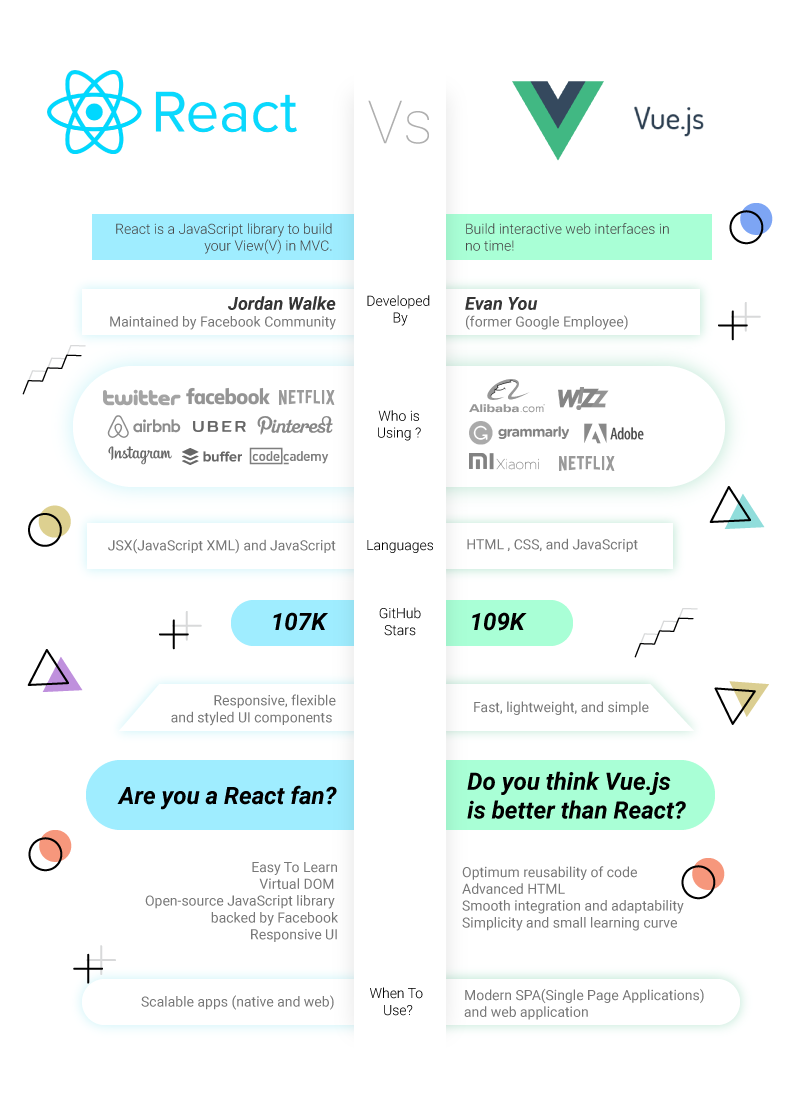 React
Vs
Vue.js
React is a JavaScript library to build
your View(V) in MVC.
Build interactive web interfaces in
no time!
Jordan Walke
Maintained by Facebook Community
Developed
By
Evan You
(former Google Employee)
twitter facebook NETFLIX
airbnb UBER Pinterest
Instagram buffer codecademy
Who is
Using ?
Alibaba.com WIZZ
grammarly Adobe
MI Xiaomi NETFLIX
JSX(JavaScript XML) and JavaScript
Languages
HTML , CSS, and JavaScript
107K
GitHub
Stars
109K
Responsive, flexible
and styled UI components
Fast, lightweight, and simple
Are you a React fan?
Do you think Vue.js
is better than React?
Easy To Learn
Virtual DOM
Open-source JavaScript library
backed by Facebook
Responsive UI
Optimum reusability of code
Advanced HTML
Smooth integration and adaptability
Simplicity and small learning curve
Scalable apps (native and web)
When To
Use?
Modern SPA(Single Page Applications)
and web application